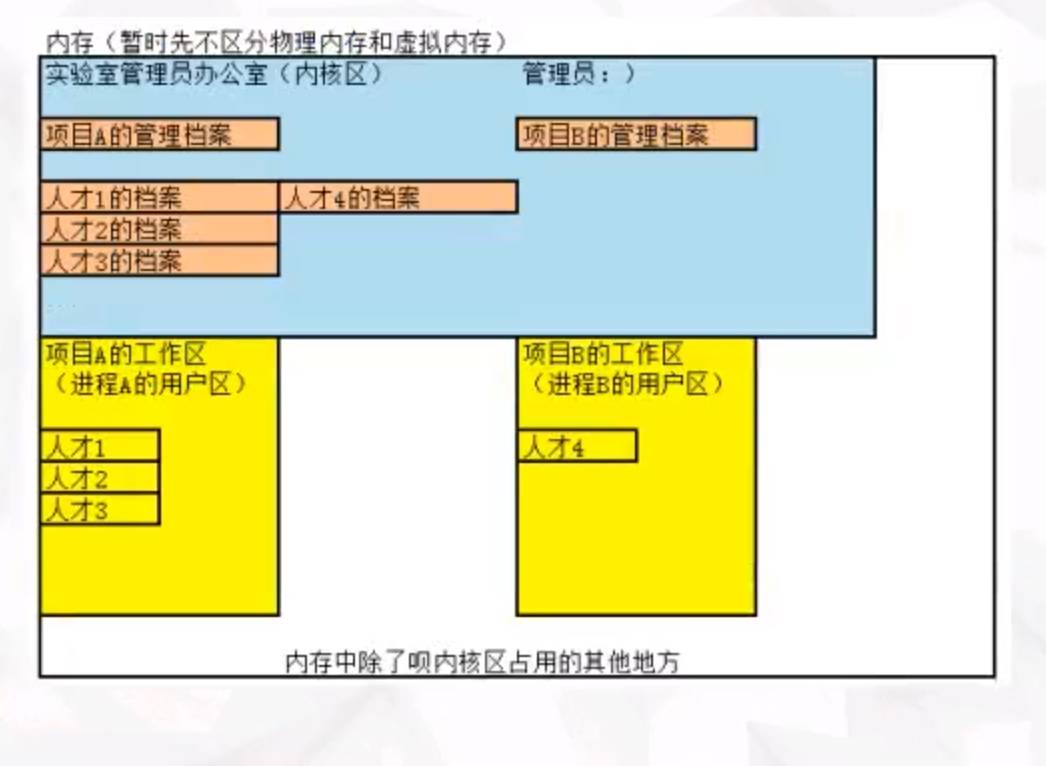 内存（暂时先不区分物理内存和虚拟内存）
实验室管理员办公室（内核区） 管理员：）
项目A的管理档案 项目B的管理档案
人才1的档案 人才4的档案
人才2的档案
人才3的档案
...
项目A的工作区 项目B的工作区
（进程A的用户区） （进程B的用户区）
人才1 人才4
人才2
人才3
内存中除了呗内核区占用的其他地方